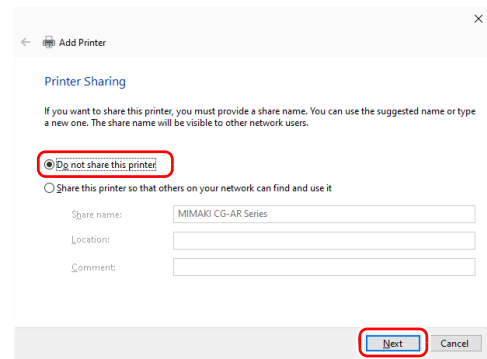 Add Printer
Printer Sharing
If you want to share this printer, you must provide a share name. You can use the suggested name or type
a new one. The share name will be visible to other network users.
Do not share this printer
Share this printer so that others on your network can find and use it
Share name: MIMAKI CG-AR Series
Location:
Comment:
Next Cancel